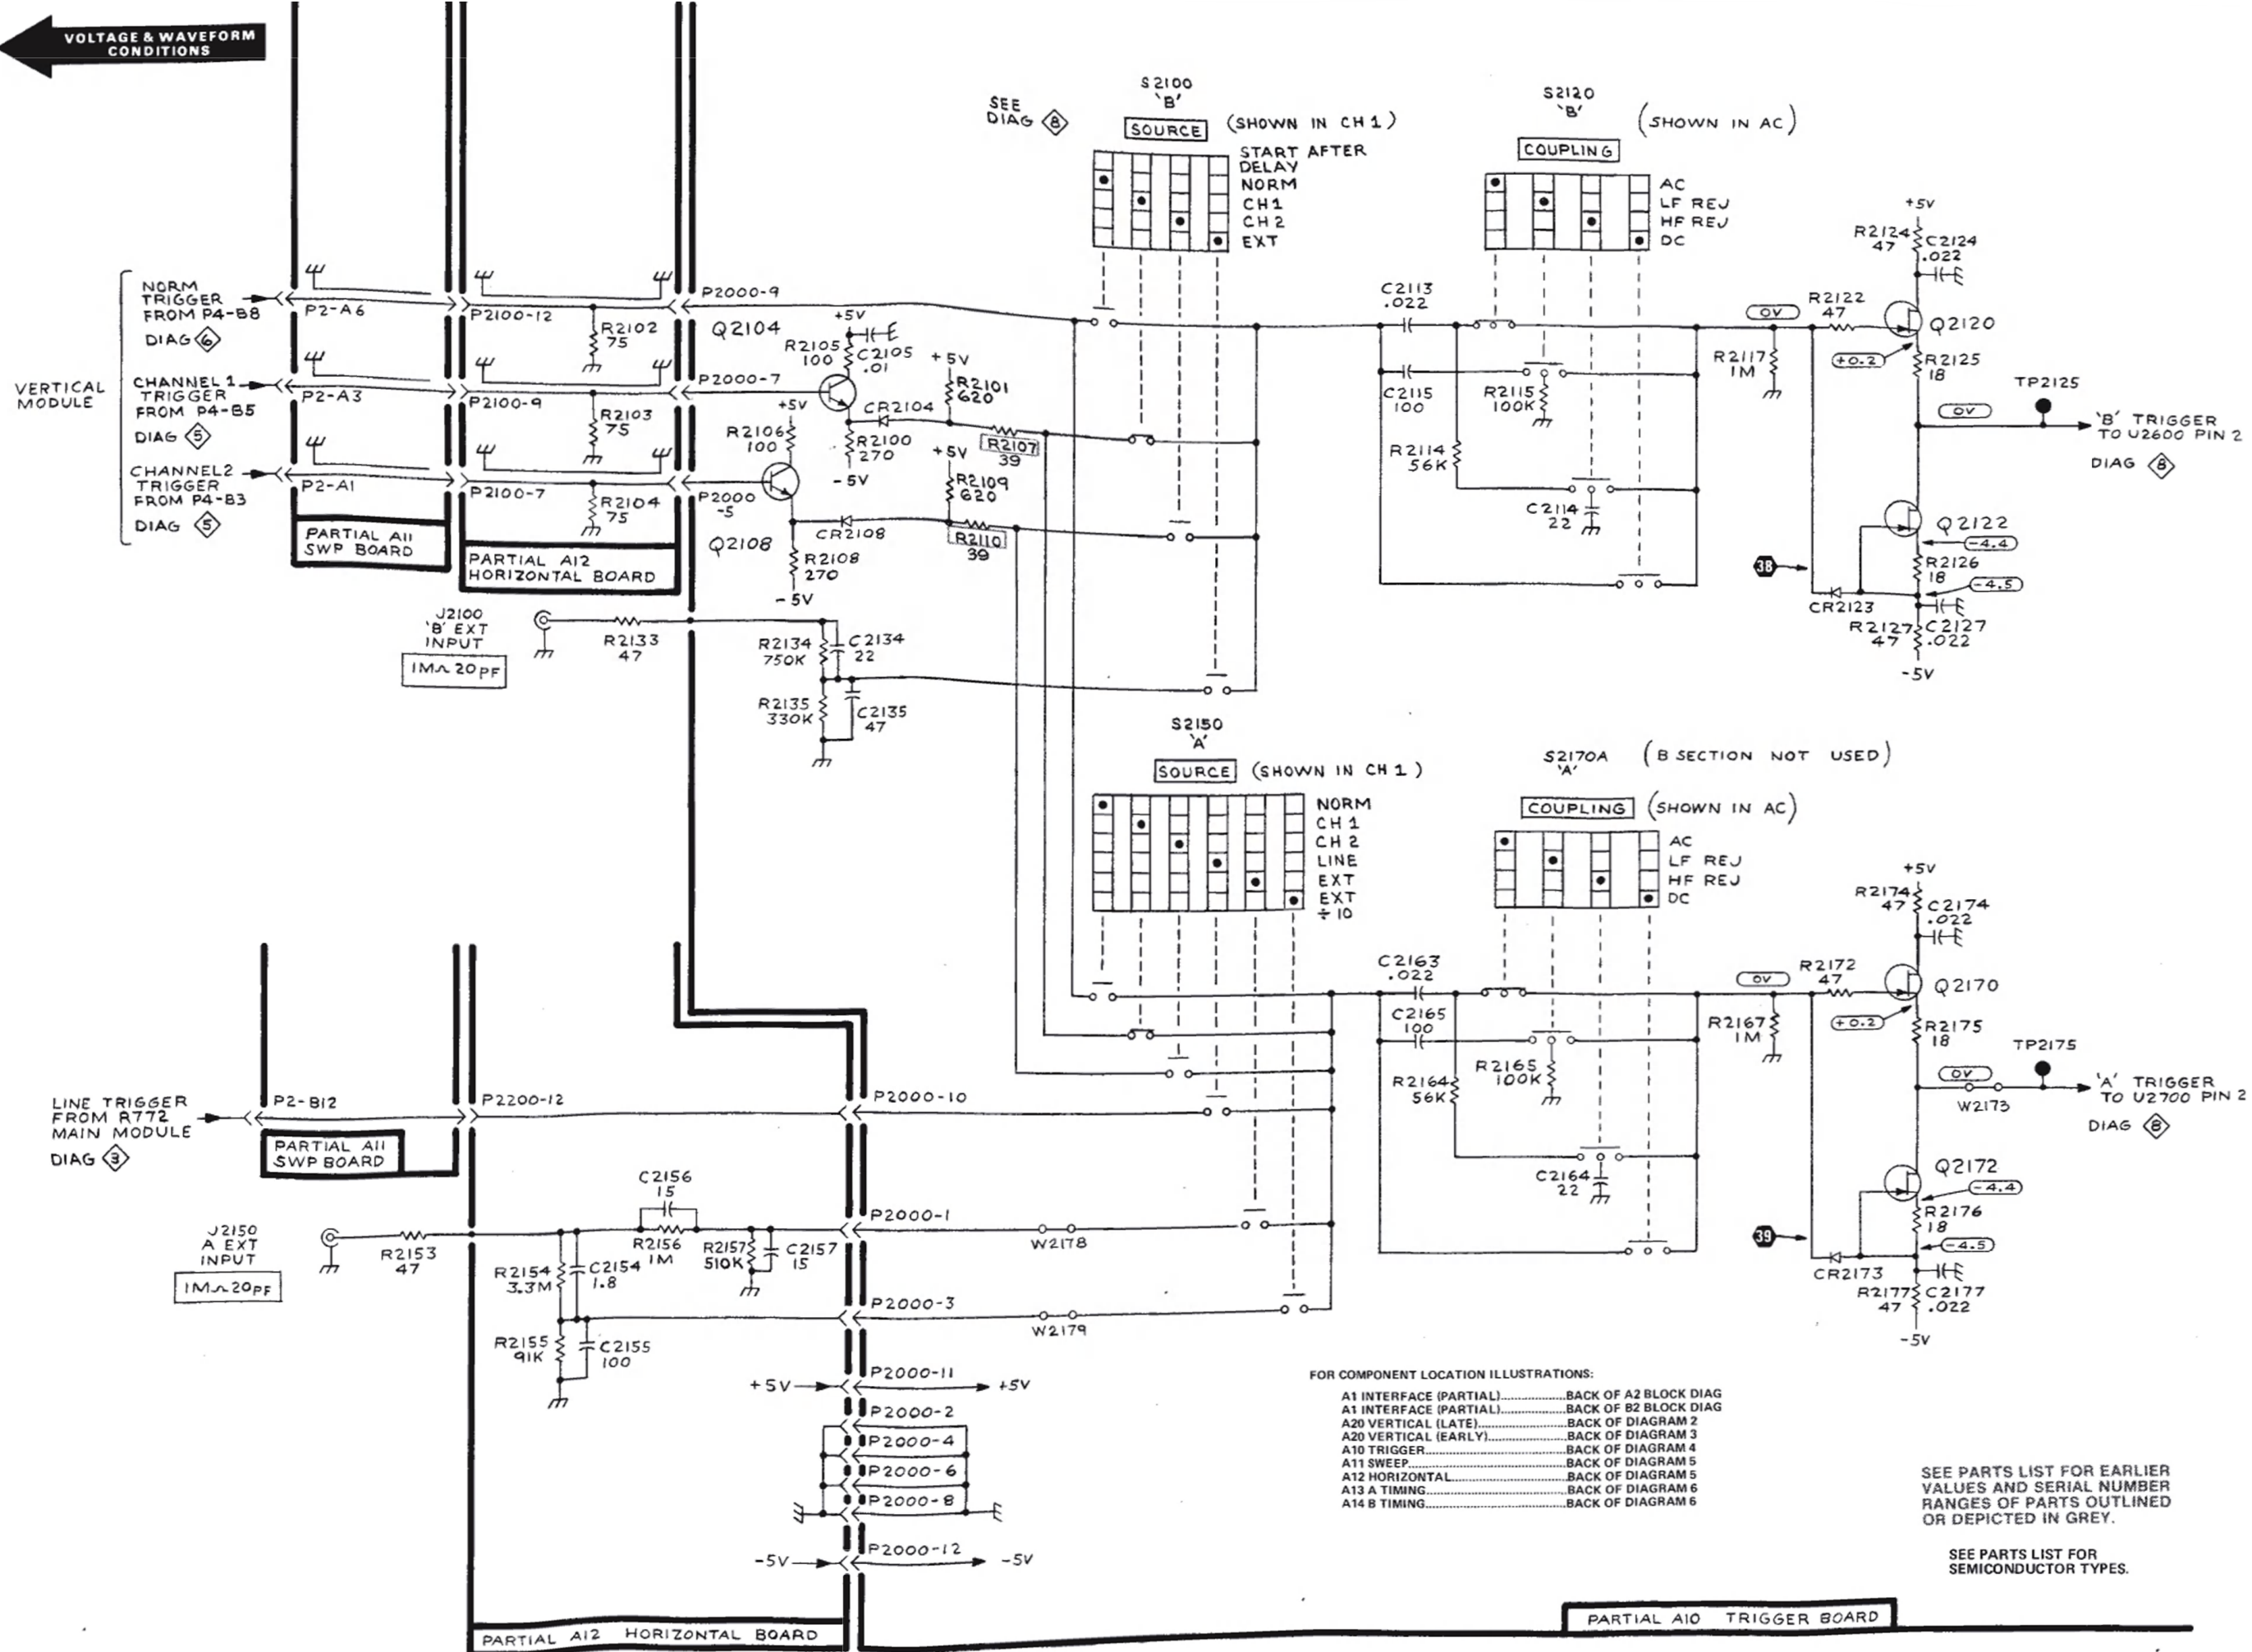 VOLTAGE & WAVEFORM
CONDITIONS
SEE
DIAG 8
S2100
'B'
SOURCE
(SHOWN IN CH 1)
START AFTER
DELAY
NORM
CH1
CH2
EXT
S2120
'B'
(SHOWN IN AC)
COUPLING
AC
LF REJ
HF REJ
DC
VERTICAL
MODULE
NORM
TRIGGER
FROM P4-B8
DIAG 6
CHANNEL 1
TRIGGER
FROM P4-B5
DIAG 5
CHANNEL2
TRIGGER
FROM P4-B3
DIAG 5
P2-A6
P2-A3
P2-A1
PARTIAL A11
SWP BOARD
P2100-12
R2102
75
P2100-9
R2103
75
P2100-7
R2104
75
PARTIAL A12
HORIZONTAL BOARD
P2000-9
Q2104
+5V
R2105
100
C2105
.01
P2000-7
+5V
R2101
620
CR2104
+5V
R2106
100
R2100
270
-5V
R2107
39
+5V
R2109
620
P2000
-5
Q2108
CR2108
R2110
39
R2108
270
-5V
J2100
'B' EXT
INPUT
1MΩ 20PF
R2133
47
R2134
750K
C2134
22
R2135
330K
C2135
47
C2113
.022
C2115
100
R2115
100K
R2114
56K
C2114
22
0V
R2122
47
R2117
1M
+5V
R2124
47
C2124
.022
Q2120
+0.2
R2125
18
TP2125
0V
'B' TRIGGER
TO U2600 PIN 2
DIAG 8
Q2122
-4.4
R2126
18
-4.5
38
CR2123
R2127
47
C2127
.022
-5V
S2150
'A'
SOURCE
(SHOWN IN CH 1)
NORM
CH 1
CH 2
LINE
EXT
EXT
÷10
S2170A
'A'
(B SECTION NOT USED)
COUPLING
(SHOWN IN AC)
AC
LF REJ
HF REJ
DC
C2163
.022
C2165
100
R2165
100K
R2164
56K
C2164
22
0V
R2172
47
R2167
1M
+5V
R2174
47
C2174
.022
Q2170
+0.2
R2175
18
TP2175
0V
W2173
'A' TRIGGER
TO U2700 PIN 2
DIAG 8
Q2172
-4.4
R2176
18
-4.5
39
CR2173
R2177
47
C2177
.022
-5V
LINE TRIGGER
FROM R772
MAIN MODULE
DIAG 3
P2-B12
PARTIAL A11
SWP BOARD
P2200-12
P2000-10
J2150
A EXT
INPUT
1MΩ20PF
R2153
47
C2156
15
R2156
1M
R2157
510K
C2157
15
R2154
3.3M
C2154
1.8
R2155
91K
C2155
100
P2000-1
W2178
P2000-3
W2179
+5V
P2000-11
+5V
P2000-2
P2000-4
P2000-6
P2000-8
-5V
P2000-12
-5V
PARTIAL A12 HORIZONTAL BOARD
FOR COMPONENT LOCATION ILLUSTRATIONS:
A1 INTERFACE (PARTIAL)................BACK OF A2 BLOCK DIAG
A1 INTERFACE (PARTIAL)................BACK OF B2 BLOCK DIAG
A20 VERTICAL (LATE)......................BACK OF DIAGRAM 2
A20 VERTICAL (EARLY)...................BACK OF DIAGRAM 3
A10 TRIGGER...................................BACK OF DIAGRAM 4
A11 SWEEP.......................................BACK OF DIAGRAM 5
A12 HORIZONTAL............................BACK OF DIAGRAM 5
A13 A TIMING...................................BACK OF DIAGRAM 6
A14 B TIMING...................................BACK OF DIAGRAM 6
SEE PARTS LIST FOR EARLIER
VALUES AND SERIAL NUMBER
RANGES OF PARTS OUTLINED
OR DEPICTED IN GREY.
SEE PARTS LIST FOR
SEMICONDUCTOR TYPES.
PARTIAL A10 TRIGGER BOARD